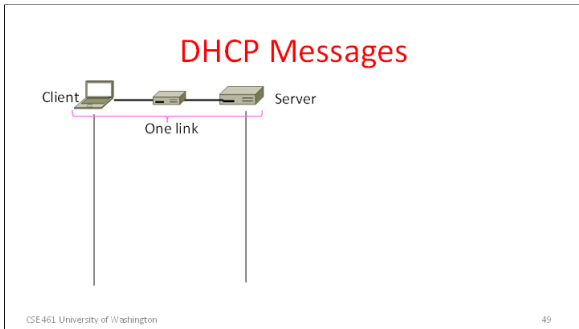 DHCP Messages
Client
Server
One link
CSE 461 University of Washington
49